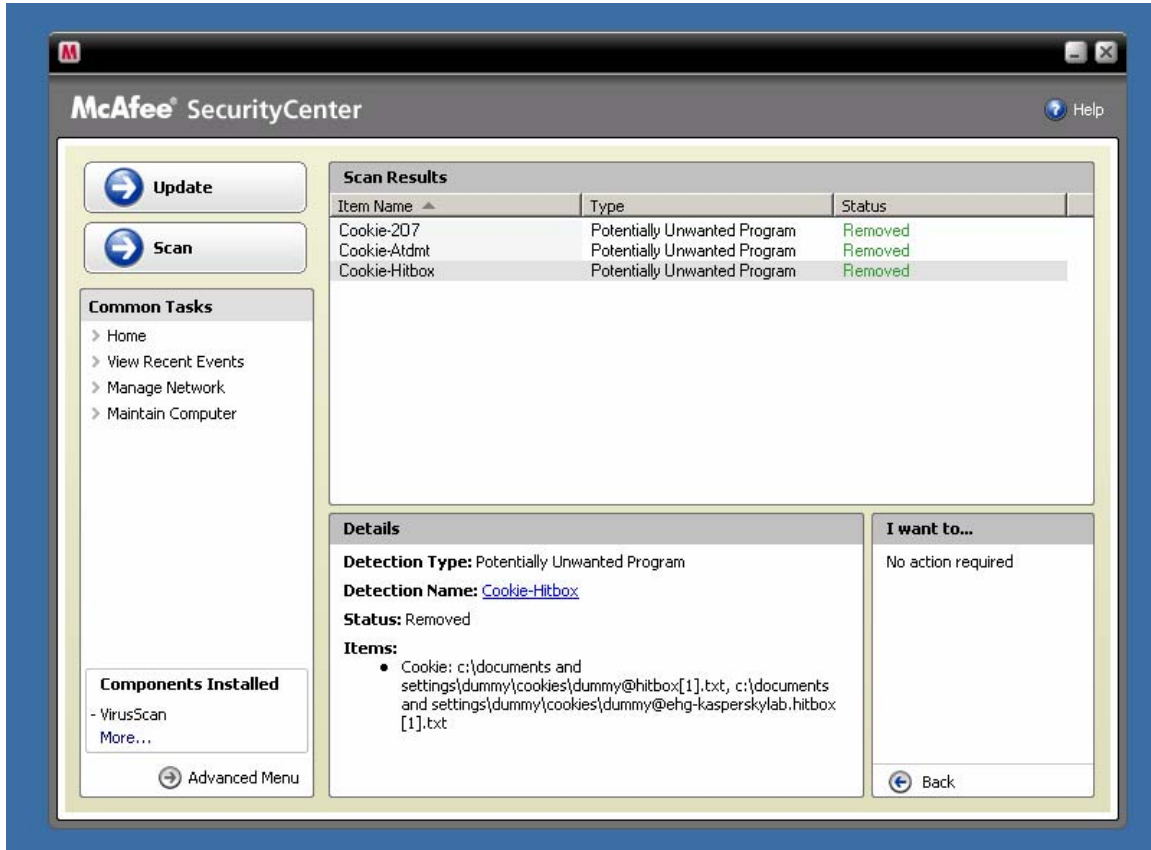 M
McAfee® SecurityCenter
? Help
Update
Scan
Common Tasks
> Home
> View Recent Events
> Manage Network
> Maintain Computer
Components Installed
- VirusScan
More...
Advanced Menu
Scan Results
Item Name Type Status
Cookie-2O7 Potentially Unwanted Program Removed
Cookie-Atdmt Potentially Unwanted Program Removed
Cookie-Hitbox Potentially Unwanted Program Removed
Details
Detection Type: Potentially Unwanted Program
Detection Name: Cookie-Hitbox
Status: Removed
Items:
• Cookie: c:\documents and
settings\dummy\cookies\dummy@hitbox[1].txt, c:\documents
and settings\dummy\cookies\dummy@ehg-kasperskylab.hitbox
[1].txt
I want to...
No action required
Back